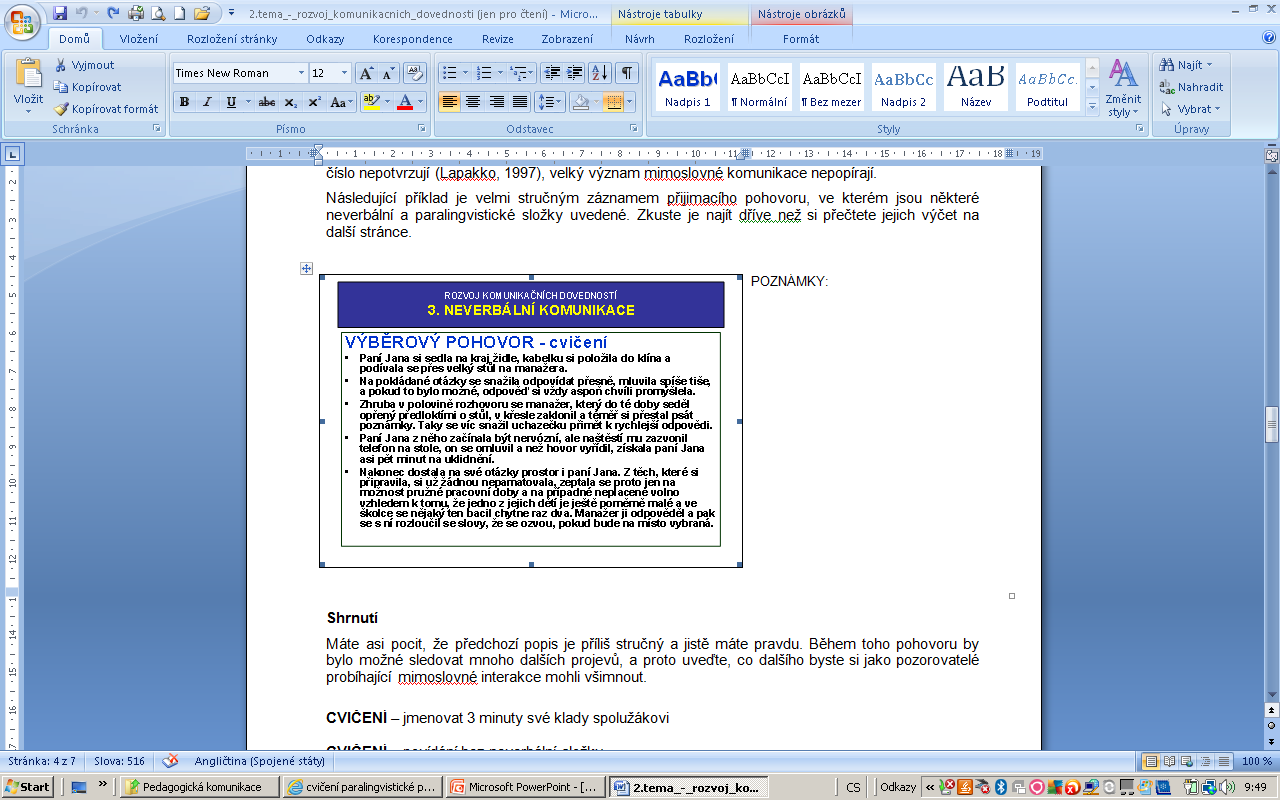 2.tema_-_rozvoj_komunikacnich_dovednosti (jen pro čtení) - Micro...
Nástroje tabulky
Nástroje obrázků
Domů Vložení Rozložení stránky Odkazy Korespondence Revize Zobrazení Návrh Rozložení Formát
Vložit
Vyjmout
Kopírovat
Kopírovat formát
Schránka
Times New Roman 12
Písmo
Odstavec
AaBb( AaBbCcI AaBbCcI AaBbCc AaB AaBbCc.
Nadpis 1 ¶ Normální ¶ Bez mezer Nadpis 2 Název Podtitul
Změnit styly
Styly
Najít
Nahradit
Vybrat
Úpravy
číslo nepotvrzují (Lapakko, 1997), velký význam mimoslovné komunikace nepopírají.
Následující příklad je velmi stručným záznamem přijimacího pohovoru, ve kterém jsou některé
neverbální a paralingvistické složky uvedené. Zkuste je najít dříve než si přečtete jejich výčet na
další stránce.
ROZVOJ KOMUNIKAČNÍCH DOVEDNOSTÍ
3. NEVERBÁLNÍ KOMUNIKACE
VÝBĚROVÝ POHOVOR - cvičení
• Paní Jana si sedla na kraj židle, kabelku si položila do klína a
podívala se přes velký stůl na manažera.
• Na pokládané otázky se snažila odpovídat přesně, mluvila spíše tiše,
a pokud to bylo možné, odpověď si vždy aspoň chvíli promyslela.
• Zhruba v polovině rozhovoru se manažer, který do té doby seděl
opřený předloktími o stůl, v křesle zaklonil a téměř si přestal psát
poznámky. Taky se víc snažil uchazečku přimět k rychlejší odpovědi.
• Paní Jana z něho začínala být nervózní, ale naštěstí mu zazvonil
telefon na stole, on se omluvil a než hovor vyřídil, získala paní Jana
asi pět minut na uklidnění.
• Nakonec dostala na své otázky prostor i paní Jana. Z těch, které si
připravila, si už žádnou nepamatovala, zeptala se proto jen na
možnost pružné pracovní doby a na případné neplacené volno
vzhledem k tomu, že jedno z jejich dětí je ještě poměrně malé a ve
školce se nějaký ten bacil chytne raz dva. Manažer jí odpověděl a pak
se s ní rozloučil se slovy, že se ozvou, pokud bude na místo vybraná.
POZNÁMKY:
Shrnutí
Máte asi pocit, že předchozí popis je příliš stručný a jistě máte pravdu. Během toho pohovoru by
bylo možné sledovat mnoho dalších projevů, a proto uveďte, co dalšího byste si jako pozorovatelé
probíhající mimoslovné interakce mohli všimnout.
CVIČENÍ – jmenovat 3 minuty své klady spolužákovi
CVIČENÍ – povídání bez neverbální složky
Stránka: 4 z 7 Slova: 516 Angličtina (Spojené státy) 100 %
Start Pedagogická komunikac... cvičení - paralingvistické p... Microsoft PowerPoint - [... 2.tema_-_rozvoj_ko... CS Odkazy 9:49